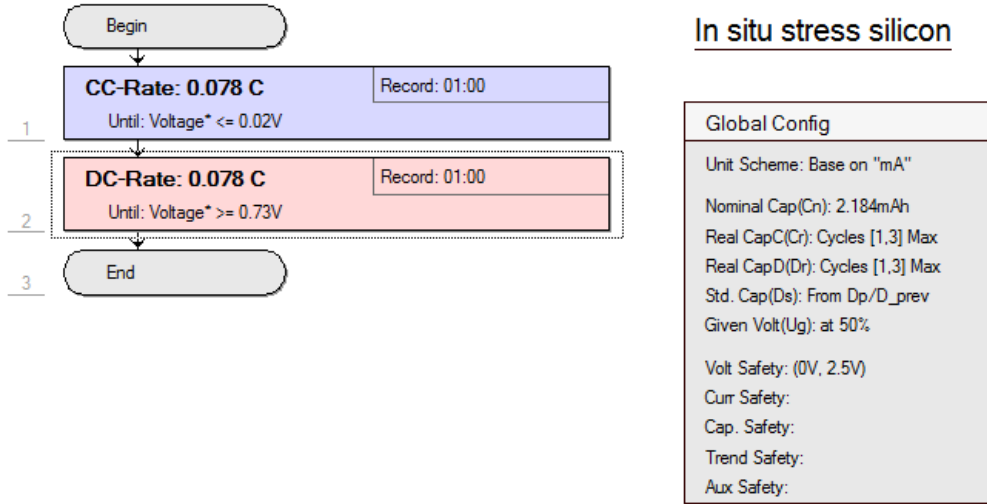 Begin
1
CC-Rate: 0.078 C
Record: 01:00
Until: Voltage* <= 0.02V
2
DC-Rate: 0.078 C
Record: 01:00
Until: Voltage* >= 0.73V
3
End
In situ stress silicon
Global Config
Unit Scheme: Base on "mA"
Nominal Cap(Cn): 2.184mAh
Real CapC(Cr): Cycles [1,3] Max
Real CapD(Dr): Cycles [1,3] Max
Std. Cap(Ds): From Dp/D_prev
Given Volt(Ug): at 50%
Volt Safety: (0V, 2.5V)
Curr Safety:
Cap. Safety:
Trend Safety:
Aux Safety: